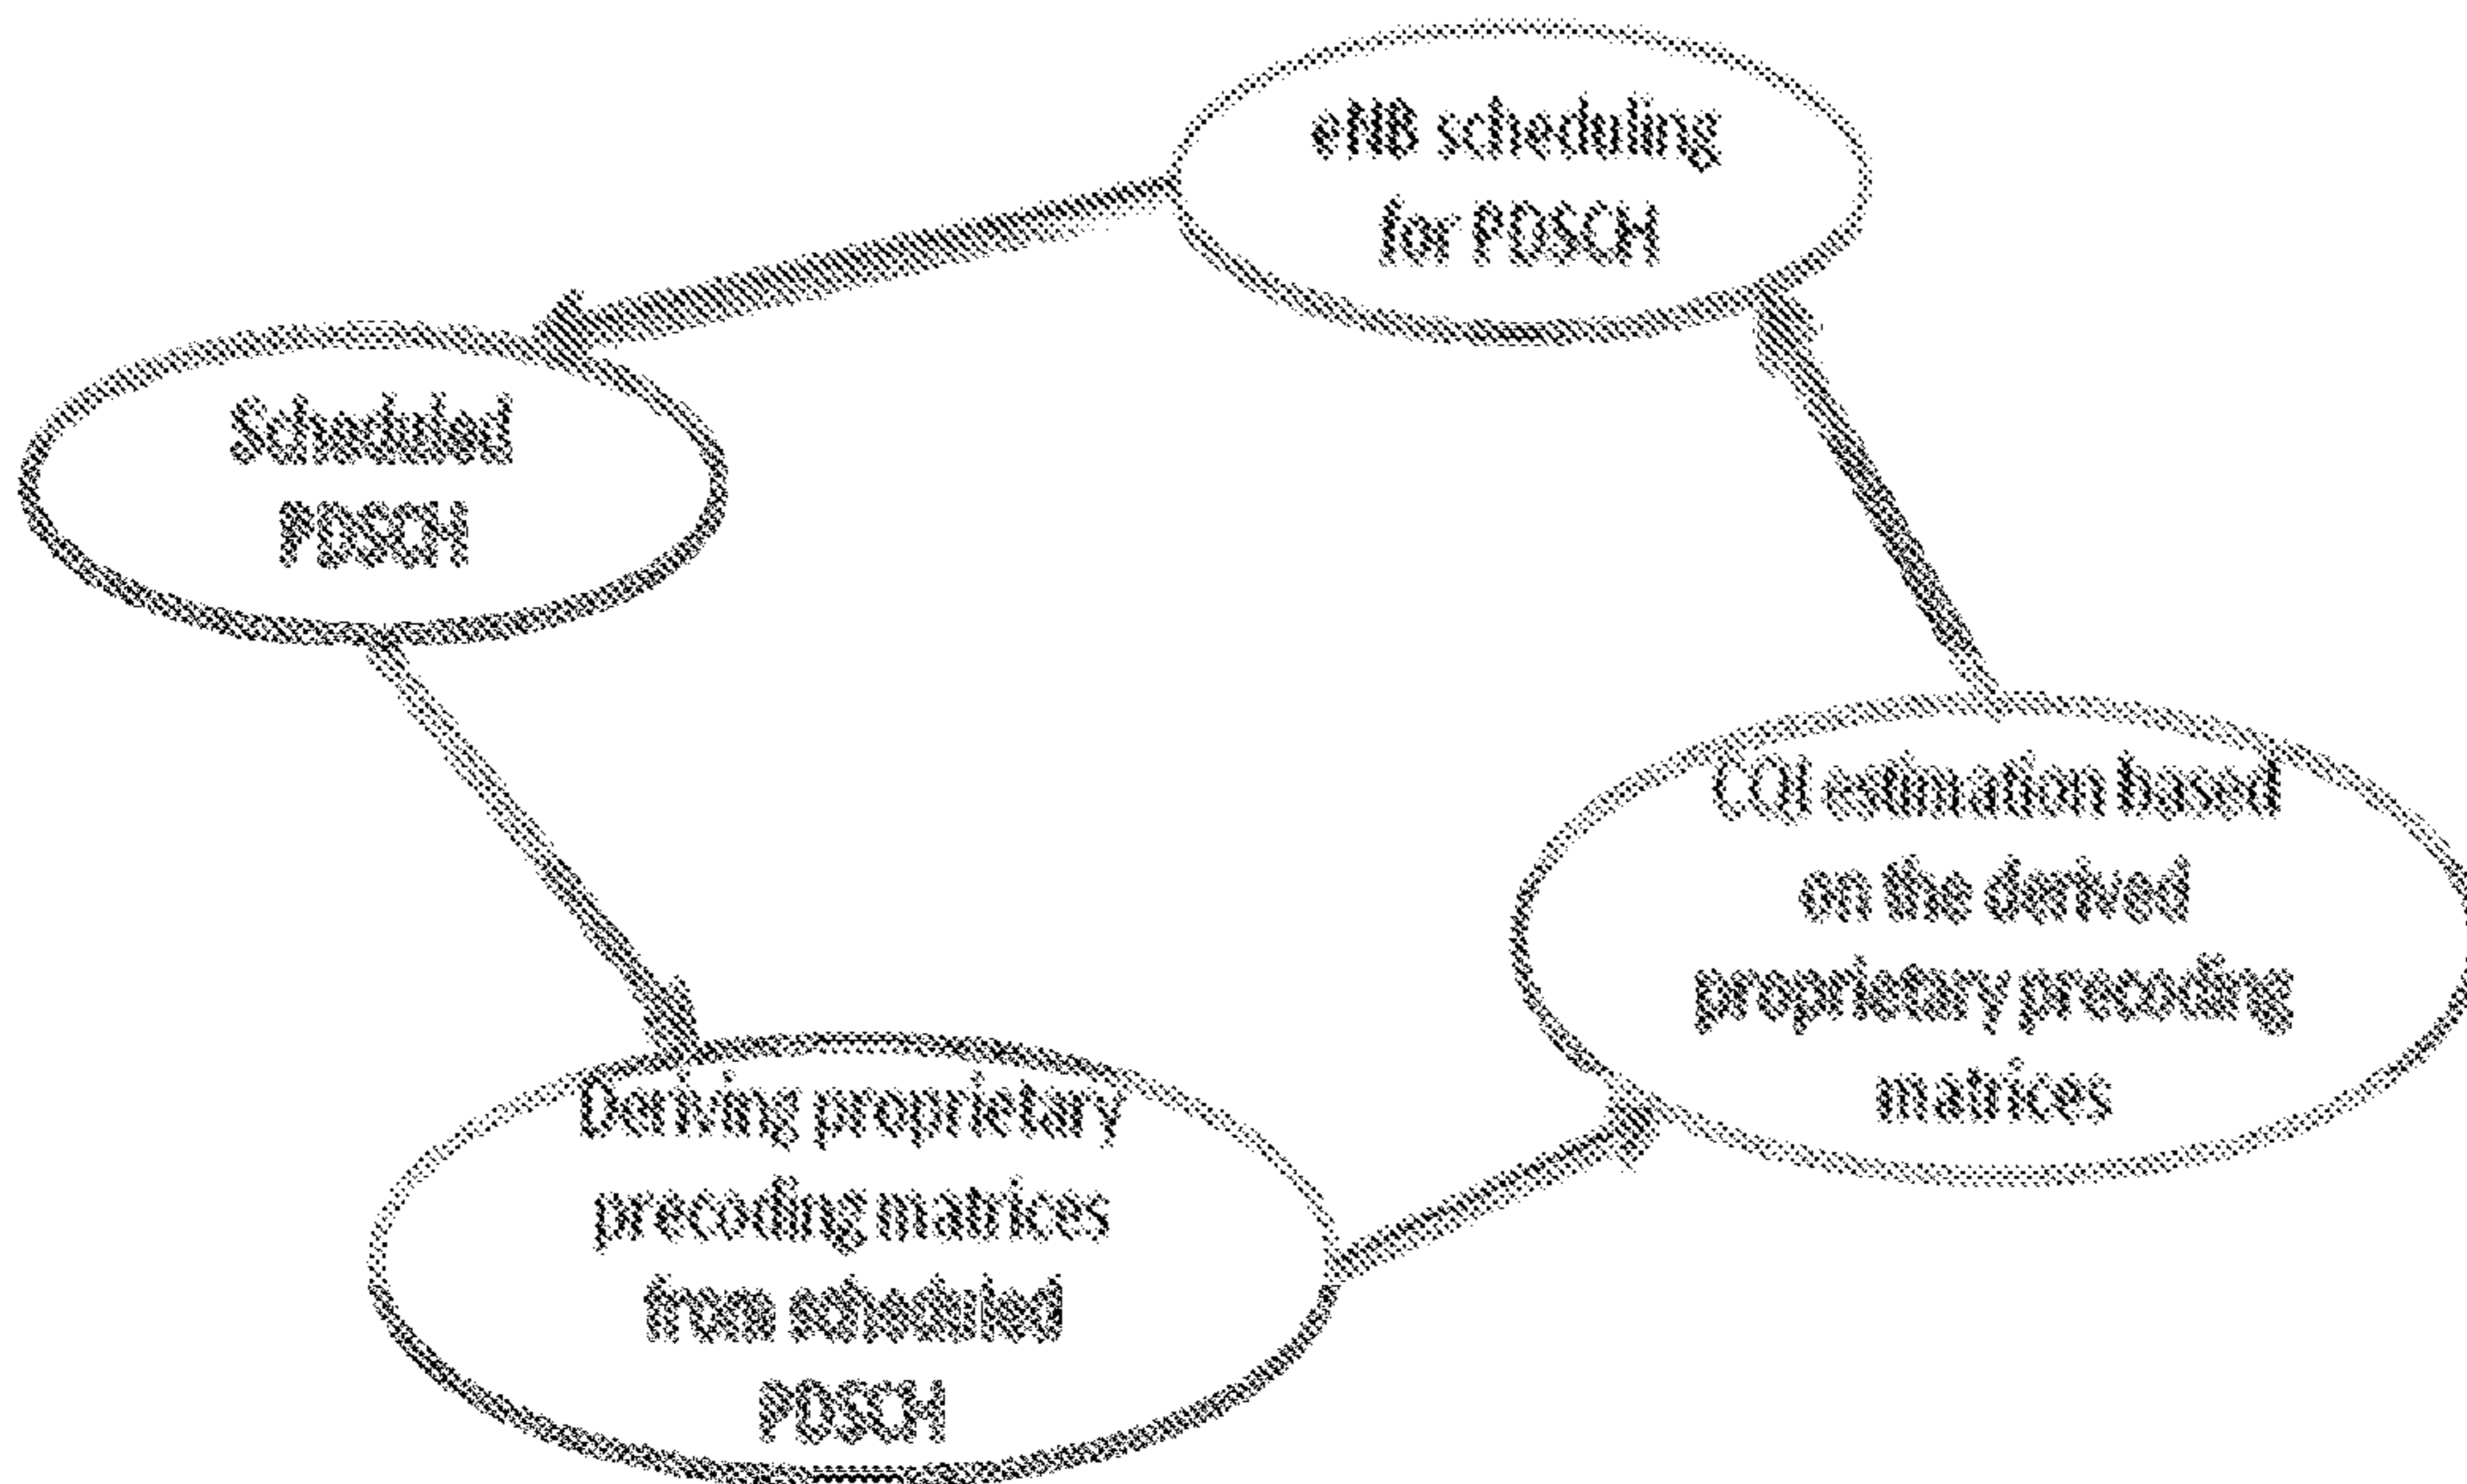 eNB scheduling
for PDSCH
Scheduled
PDSCH
CQI estimation based
on the derived
proprietary precoding
matrices
Deriving proprietary
precoding matrices
from scheduled
PDSCH